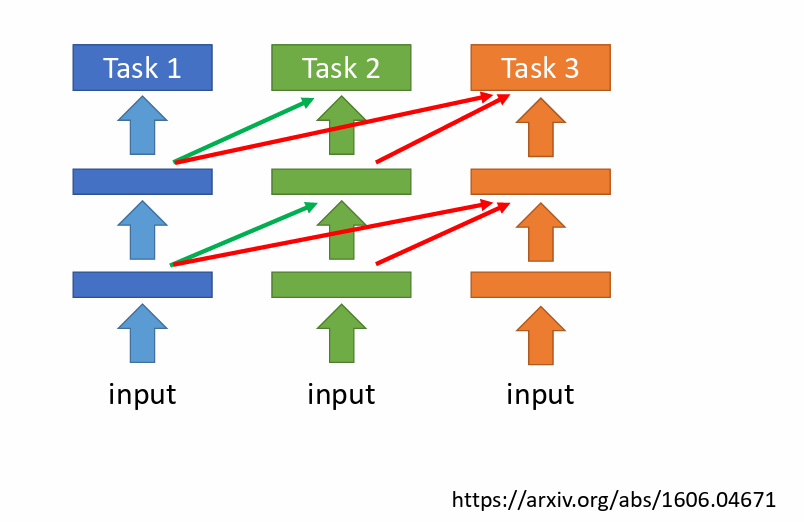 Task 1
Task 2
Task 3
input
input
input
https://arxiv.org/abs/1606.04671